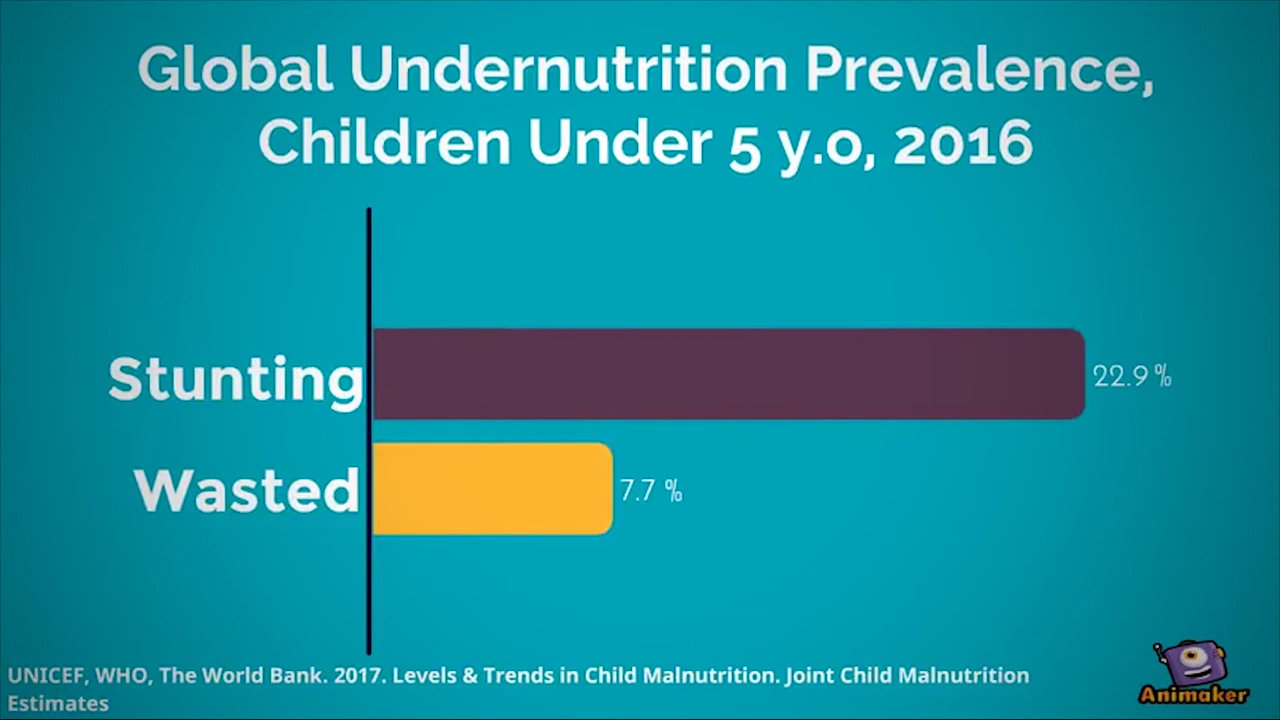 Global Undernutrition Prevalence,
Children Under 5 y.o, 2016
Stunting
22.9 %
Wasted
7.7 %
UNICEF, WHO, The World Bank. 2017. Levels & Trends in Child Malnutrition. Joint Child Malnutrition
Estimates
Animaker